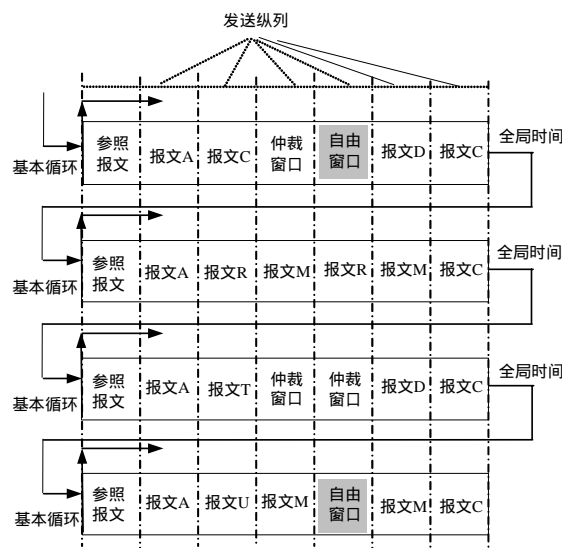 发送纵列
参照
报文
报文A
报文C
仲裁
窗口
自由
窗口
报文D
报文C
全局时间
基本循环
参照
报文
报文A
报文R
报文M
报文R
报文M
报文C
全局时间
基本循环
参照
报文
报文A
报文T
仲裁
窗口
仲裁
窗口
报文D
报文C
全局时间
基本循环
参照
报文
报文A
报文U
报文M
自由
窗口
报文M
报文C
基本循环